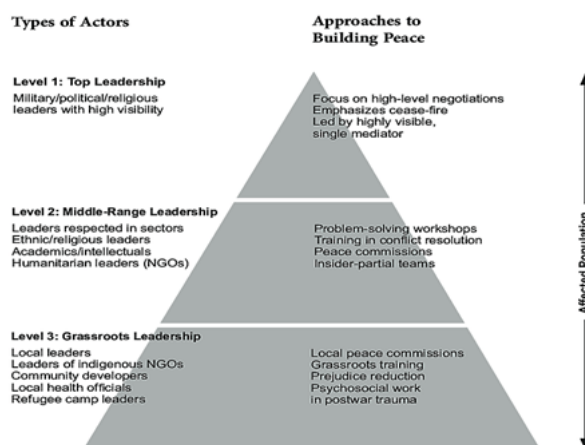 Types of Actors
Approaches to
Building Peace
Level 1: Top Leadership
Military/political/religious
leaders with high visibility
Focus on high-level negotiations
Emphasizes cease-fire
Led by highly visible,
single mediator
Level 2: Middle-Range Leadership
Leaders respected in sectors
Ethnic/religious leaders
Academics/intellectuals
Humanitarian leaders (NGOs)
Problem-solving workshops
Training in conflict resolution
Peace commissions
Insider-partial teams
Level 3: Grassroots Leadership
Local leaders
Leaders of indigenous NGOs
Community developers
Local health officials
Refugee camp leaders
Local peace commissions
Grassroots training
Prejudice reduction
Psychosocial work
in postwar trauma
Affected Population